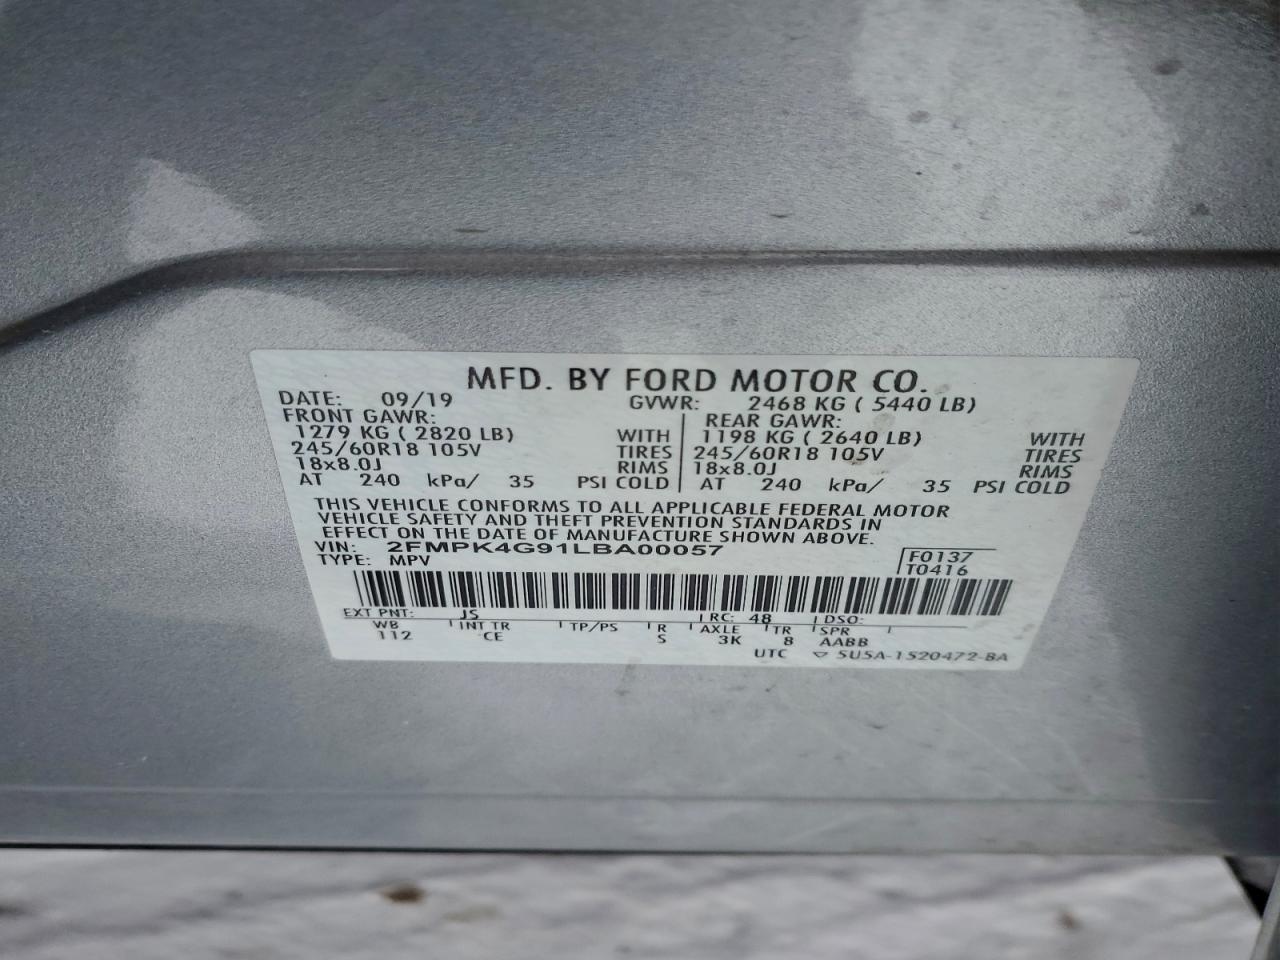 MFD. BY FORD MOTOR CO.
DATE: 09/19 GVWR: 2468 KG ( 5440 LB)
FRONT GAWR: REAR GAWR:
1279 KG ( 2820 LB) WITH 1198 KG ( 2640 LB) WITH
245/60R18 105V TIRES 245/60R18 105V TIRES
18x8.0J RIMS 18x8.0J RIMS
AT 240 kPa/ 35 PSI COLD AT 240 kPa/ 35 PSI COLD
THIS VEHICLE CONFORMS TO ALL APPLICABLE FEDERAL MOTOR
VEHICLE SAFETY AND THEFT PREVENTION STANDARDS IN
EFFECT ON THE DATE OF MANUFACTURE SHOWN ABOVE.
VIN: 2FMPK4G91LBA00057 F0137
TYPE: MPV T0416
EXT PNT: JS RC: 48 DSO:
WB INT TR TP/PS R AXLE TR SPR
112 CE S 3K 8 AABB
UTC ▽ 5U5A-1520472-BA